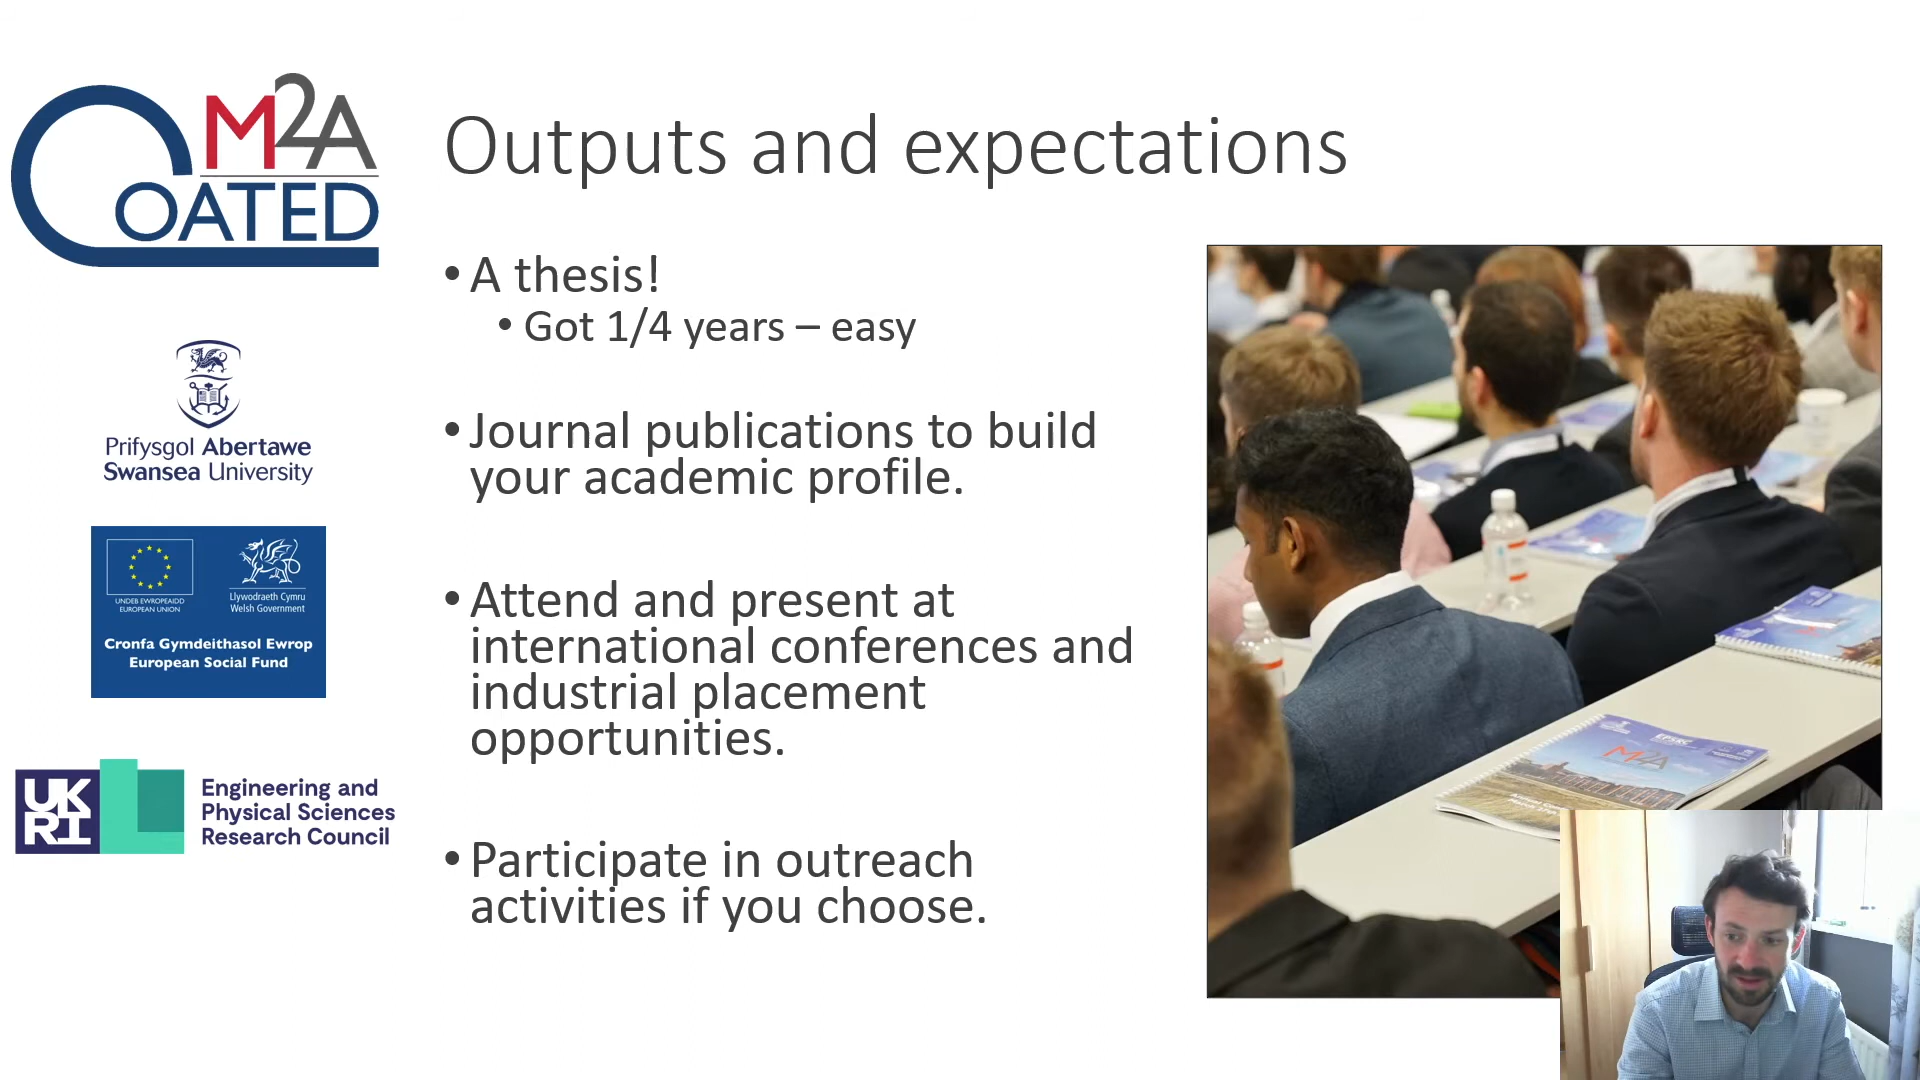 M2A
COATED
Outputs and expectations
• A thesis!
• Got 1/4 years – easy
• Journal publications to build
your academic profile.
• Attend and present at
international conferences and
industrial placement
opportunities.
• Participate in outreach
activities if you choose.
Prifysgol Abertawe
Swansea University
UNDEB EWROPEAIDD
EUROPEAN UNION
Llywodraeth Cymru
Welsh Government
Cronfa Gymdeithasol Ewrop
European Social Fund
UK
RI
Engineering and
Physical Sciences
Research Council
EPSRC
M2A